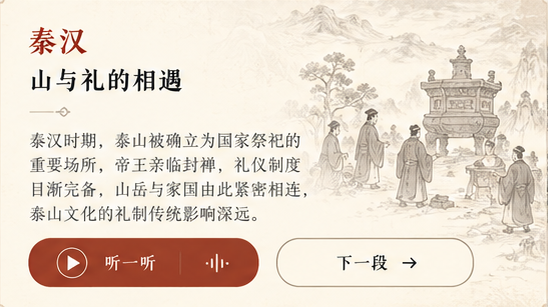 秦汉
山与礼的相遇
秦汉时期，泰山被确立为国家祭祀的
重要场所，帝王亲临封禅，礼仪制度
日渐完备，山岳与家国由此紧密相连，
泰山文化的礼制传统影响深远。
听一听
下一段 →